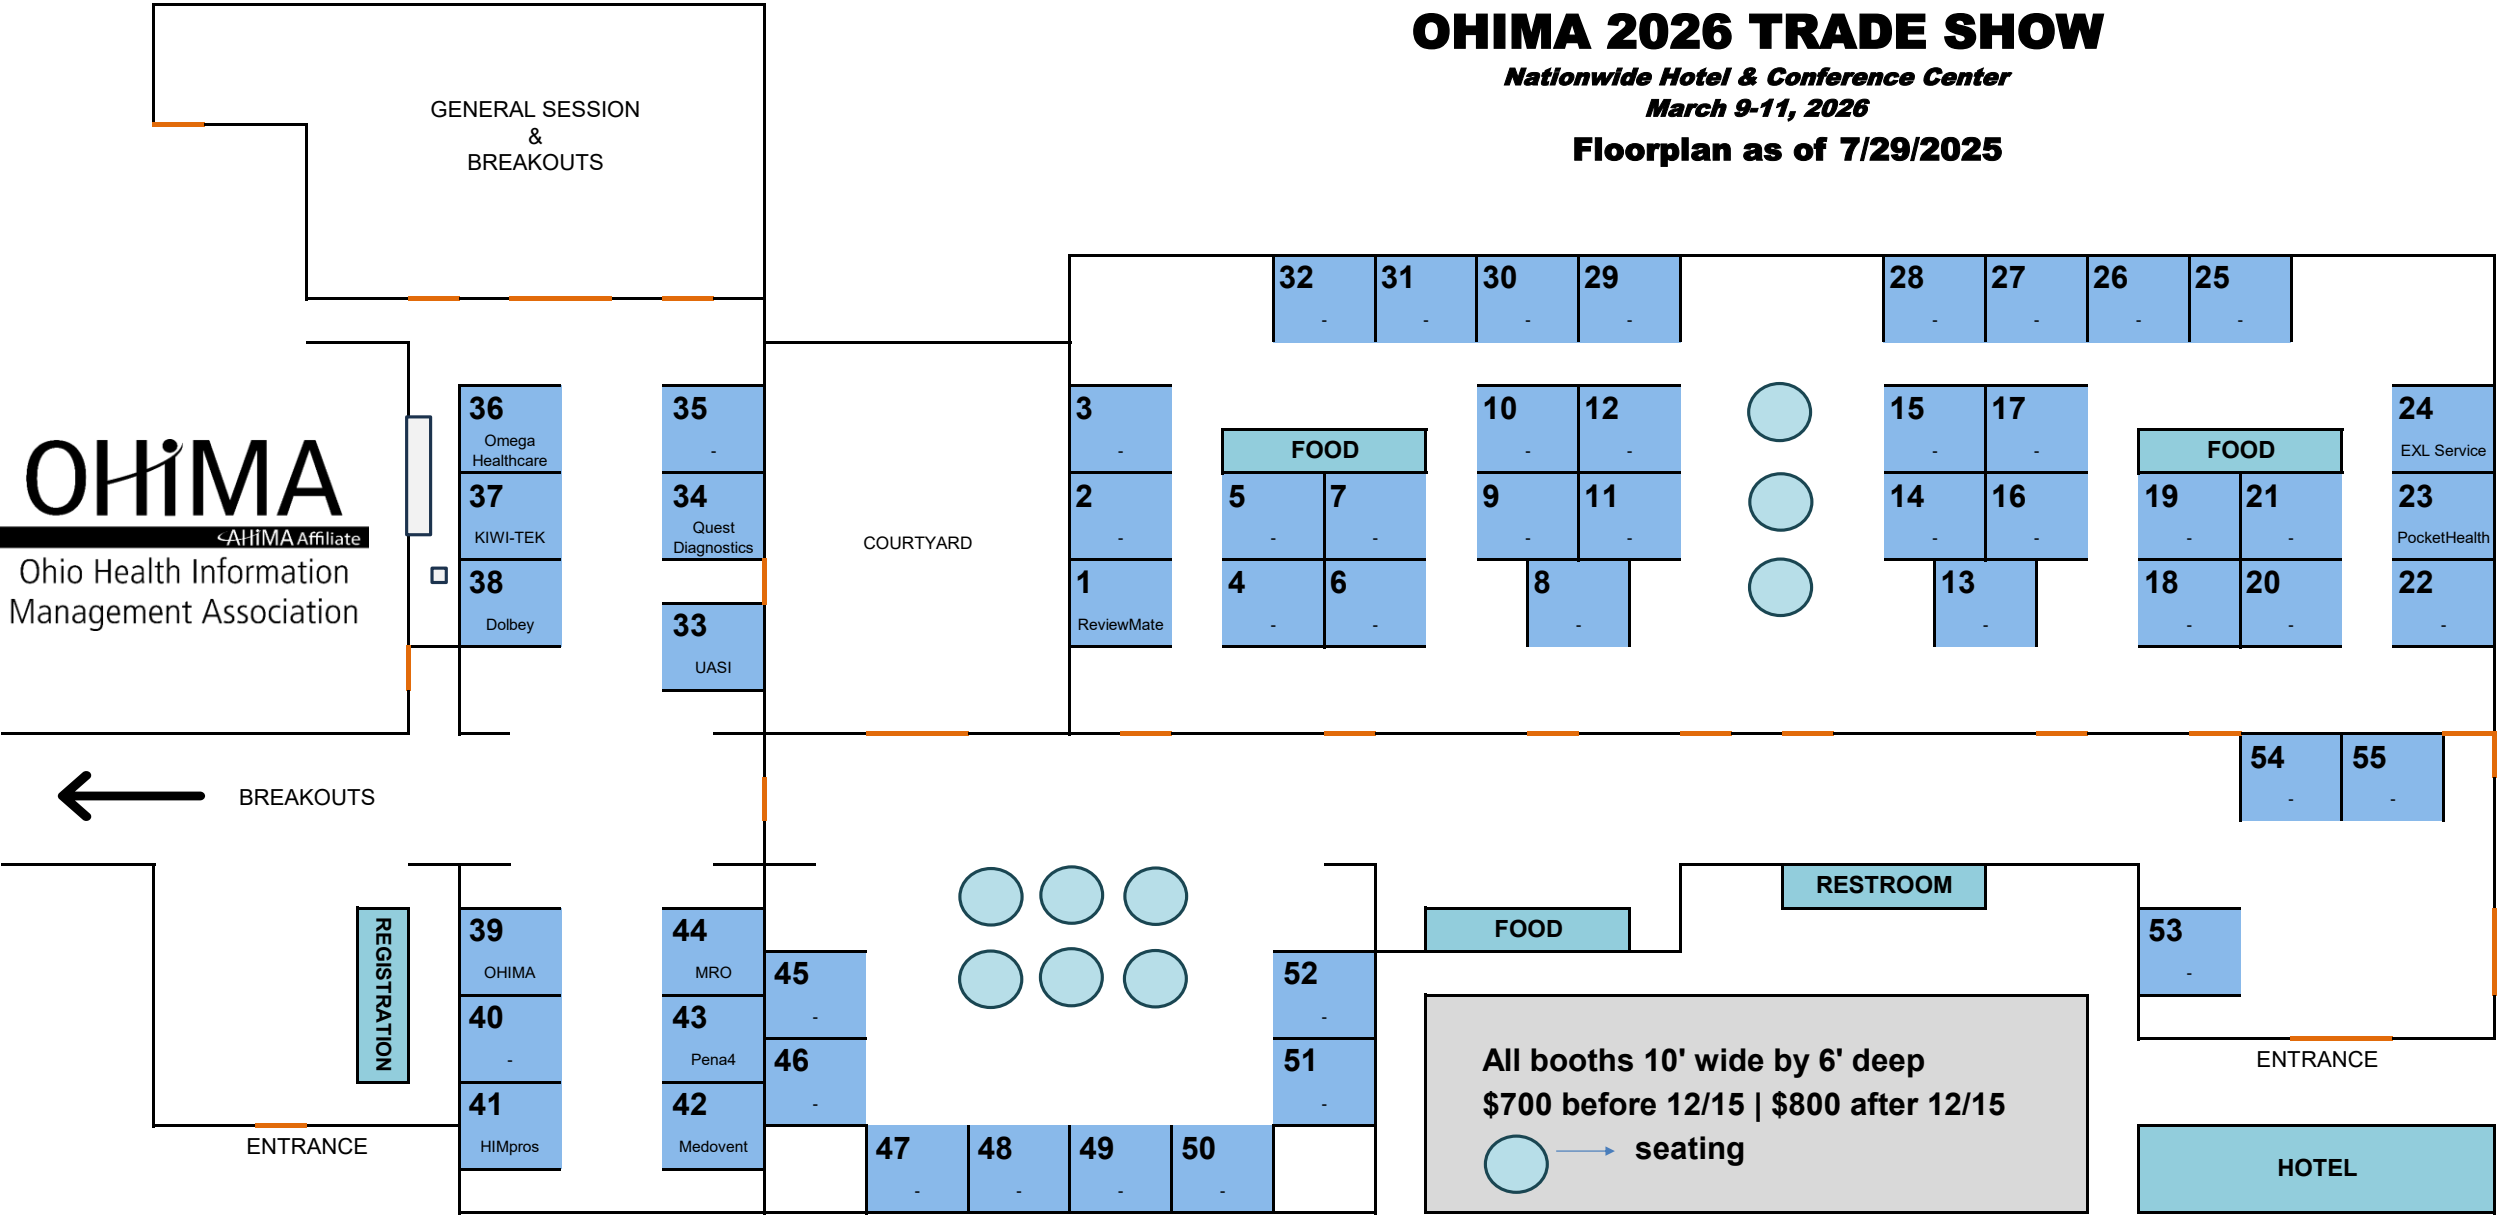 OHIMA 2026 TRADE SHOW
Nationwide Hotel & Conference Center
March 9-11, 2026
Floorplan as of 7/29/2025
GENERAL SESSION
&
BREAKOUTS
32 31 30 29 28 27 26 25
- - - - - - - -
36 35 3 10 12 15 17 24
Omega
Healthcare
- - - - - - EXL Service
FOOD FOOD
37 34 2 5 7 9 11 14 16 19 21 23
KIWI-TEK
Quest
Diagnostics
- - - - - - - - - PocketHealth
COURTYARD
38 1 4 6 8 13 18 20 22
Dolbey ReviewMate - - - - - - -
33
UASI
OHiMA
AHiMA Affiliate
Ohio Health Information
Management Association
BREAKOUTS
54 55
- -
RESTROOM
FOOD
REGISTRATION
39 44 53
OHIMA MRO -
45 52
- -
40 43
- Pena4
46 51
- -
41 42
HIMpros Medovent
47 48 49 50
- - - -
ENTRANCE
ENTRANCE
All booths 10' wide by 6' deep
$700 before 12/15 | $800 after 12/15
seating
HOTEL